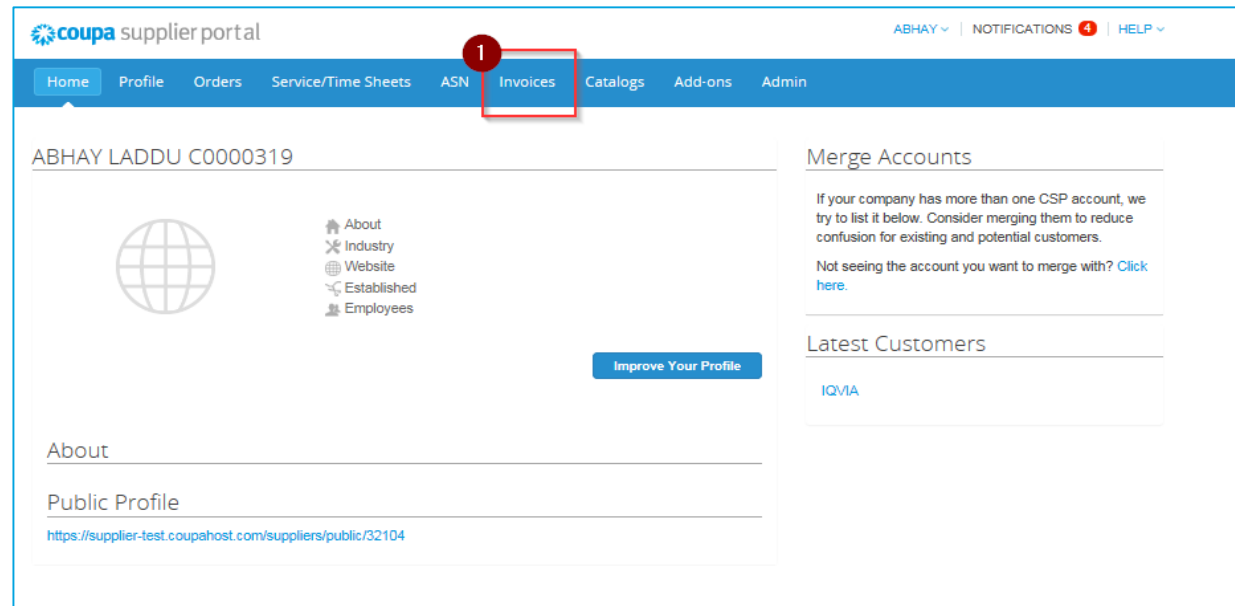 coupa supplier portal
ABHAY NOTIFICATIONS 4 HELP
1
Home Profile Orders Service/Time Sheets ASN Invoices Catalogs Add-ons Admin
ABHAY LADDU C0000319
About
Industry
Website
Established
Employees
Improve Your Profile
About
Public Profile
https://supplier-test.coupahost.com/suppliers/public/32104
Merge Accounts
If your company has more than one CSP account, we
try to list it below. Consider merging them to reduce
confusion for existing and potential customers.
Not seeing the account you want to merge with? Click
here.
Latest Customers
IQVIA